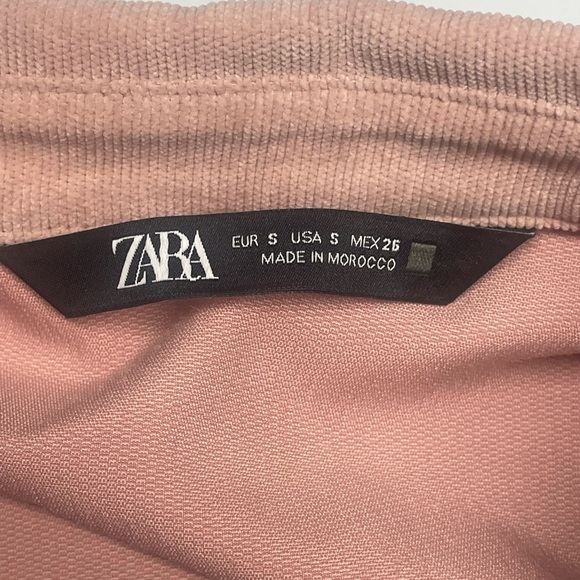 ZARA
EUR S USA S MEX 26
MADE IN MOROCCO